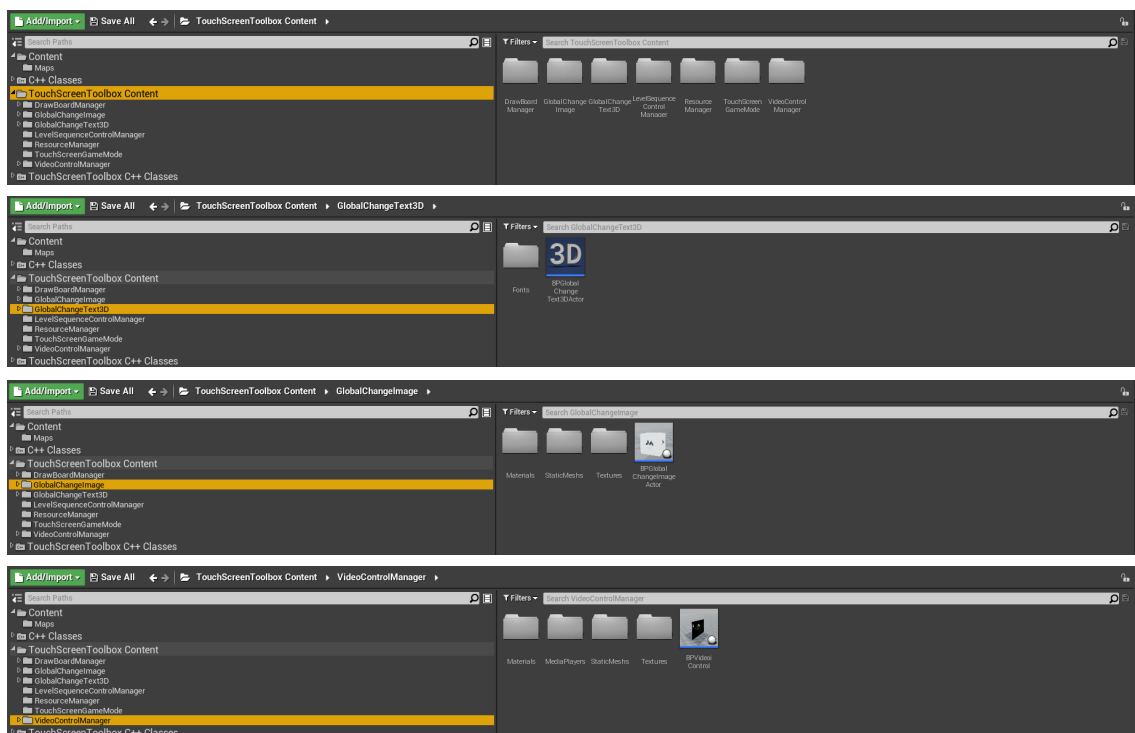 Add/Import Save All TouchScreenToolbox Content
Search Paths
Content
Maps
C++ Classes
TouchScreenToolbox Content
DrawBoardManager
GlobalChangeImage
GlobalChangeText3D
LevelSequenceControlManager
ResourceManager
TouchScreenGameMode
VideoControlManager
TouchScreenToolbox C++ Classes
Filters Search TouchScreenToolbox Content
DrawBoard Manager
GlobalChange Image
GlobalChange Text3D
LevelSequence Control Manager
Resource Manager
TouchScreen GameMode
VideoControl Manager
Add/Import Save All TouchScreenToolbox Content GlobalChangeText3D
Search Paths
Content
Maps
C++ Classes
TouchScreenToolbox Content
DrawBoardManager
GlobalChangeImage
GlobalChangeText3D
LevelSequenceControlManager
ResourceManager
TouchScreenGameMode
VideoControlManager
TouchScreenToolbox C++ Classes
Filters Search GlobalChangeText3D
3D
Fonts
BPGlobal
Change
Text3DActor
Add/Import Save All TouchScreenToolbox Content GlobalChangeImage
Search Paths
Content
Maps
C++ Classes
TouchScreenToolbox Content
DrawBoardManager
GlobalChangeImage
GlobalChangeText3D
LevelSequenceControlManager
ResourceManager
TouchScreenGameMode
VideoControlManager
TouchScreenToolbox C++ Classes
Filters Search GlobalChangeImage
Materials StaticMeshs Textures
BPGlobal
ChangeImage
Actor
Add/Import Save All TouchScreenToolbox Content VideoControlManager
Search Paths
Content
Maps
C++ Classes
TouchScreenToolbox Content
DrawBoardManager
GlobalChangeImage
GlobalChangeText3D
LevelSequenceControlManager
ResourceManager
TouchScreenGameMode
VideoControlManager
TouchScreenToolbox C++ Classes
Filters Search VideoControlManager
Materials MediaPlayers StaticMeshs Textures
BPVideoi
Control